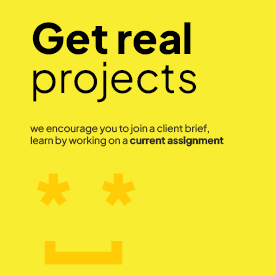 Get real
projects
we encourage you to join a client brief,
learn by working on a current assignment